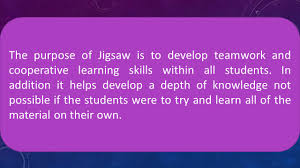 The purpose of Jigsaw is to develop teamwork and
cooperative learning skills within all students. In
addition it helps develop a depth of knowledge not
possible if the students were to try and learn all of the
material on their own.